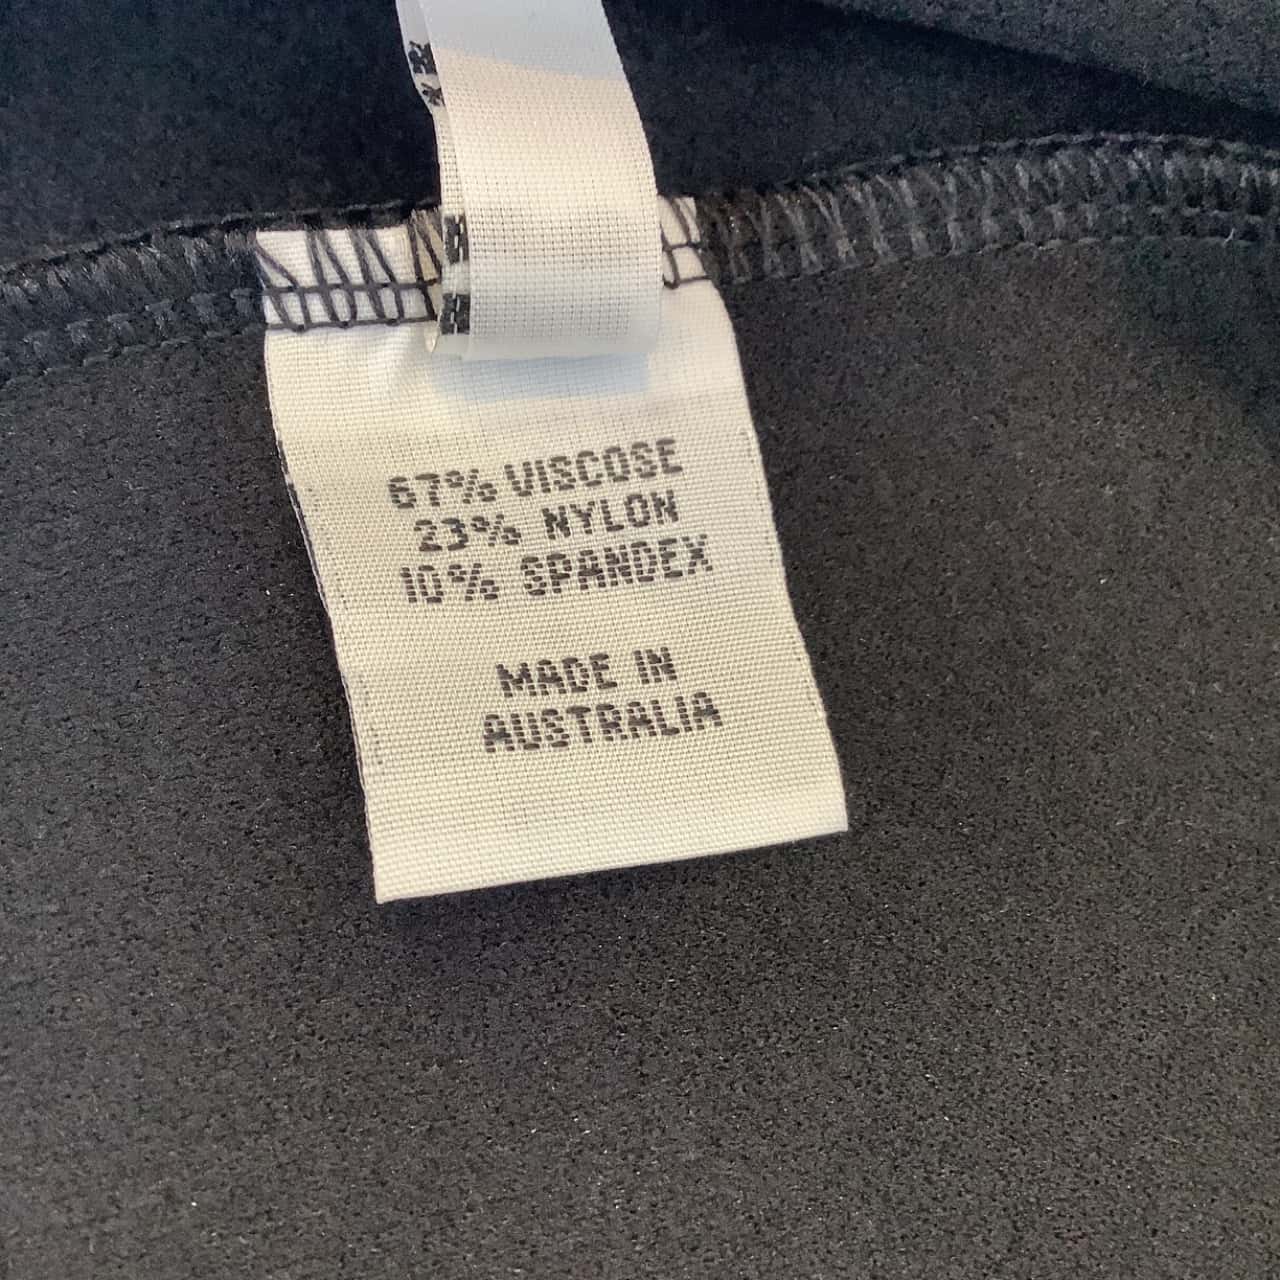 67% VISCOSE
23% NYLON
10% SPANDEX
MADE IN
AUSTRALIA